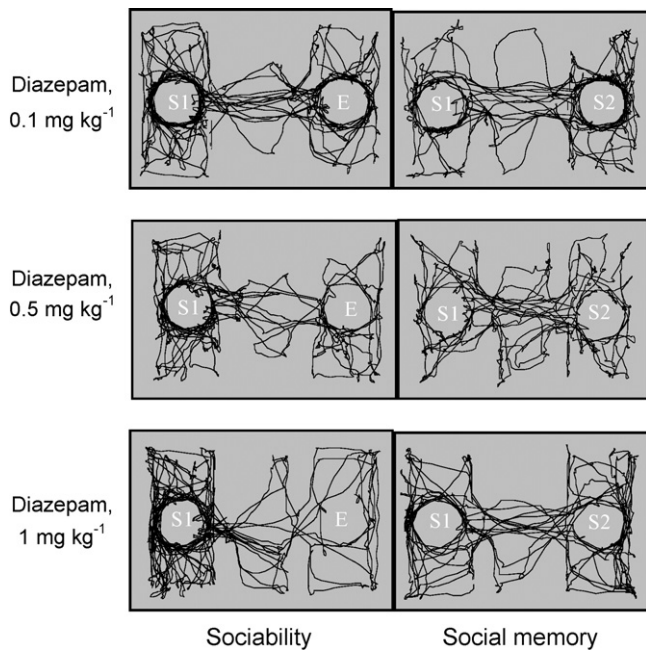 Diazepam,
0.1 mg kg⁻¹
S1
E
S1
S2
Diazepam,
0.5 mg kg⁻¹
S1
E
S1
S2
Diazepam,
1 mg kg⁻¹
S1
E
S1
S2
Sociability
Social memory